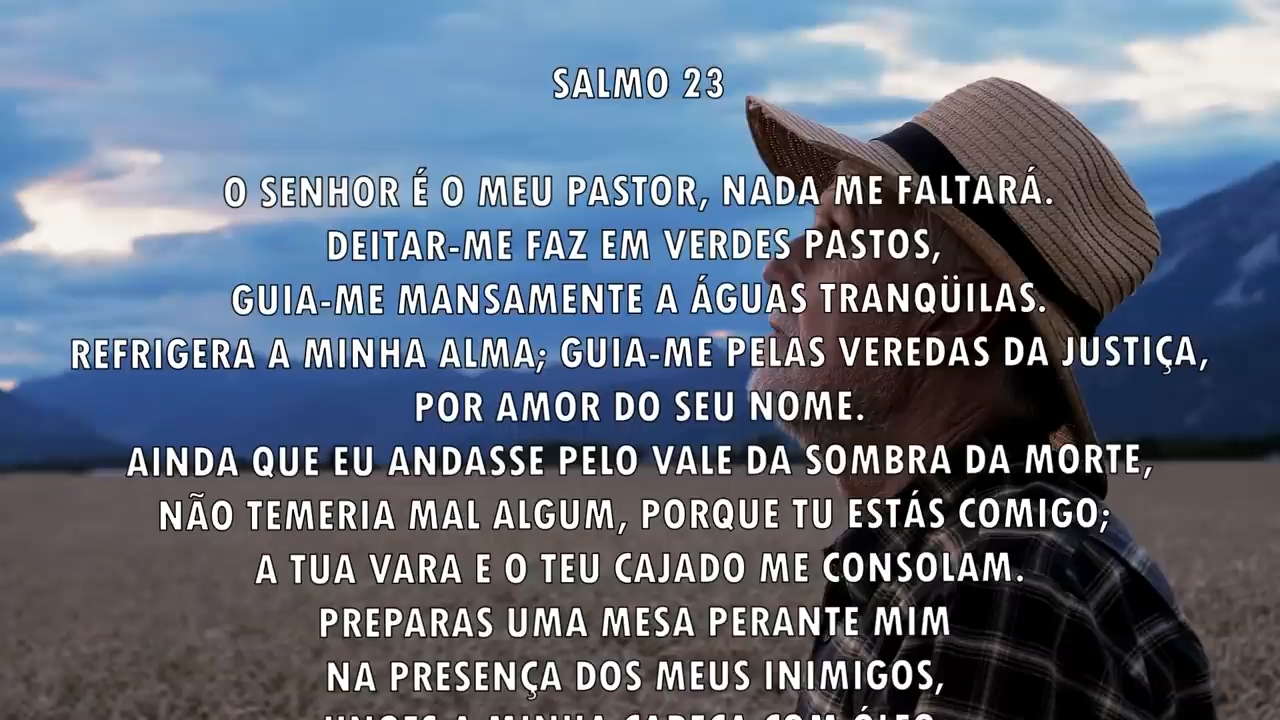 SALMO 23
O SENHOR É O MEU PASTOR, NADA ME FALTARÁ.
DEITAR-ME FAZ EM VERDES PASTOS,
GUIA-ME MANSAMENTE A ÁGUAS TRANQÜILAS.
REFRIGERA A MINHA ALMA; GUIA-ME PELAS VEREDAS DA JUSTIÇA,
POR AMOR DO SEU NOME.
AINDA QUE EU ANDASSE PELO VALE DA SOMBRA DA MORTE,
NÃO TEMERIA MAL ALGUM, PORQUE TU ESTÁS COMIGO;
A TUA VARA E O TEU CAJADO ME CONSOLAM.
PREPARAS UMA MESA PERANTE MIM
NA PRESENÇA DOS MEUS INIMIGOS,